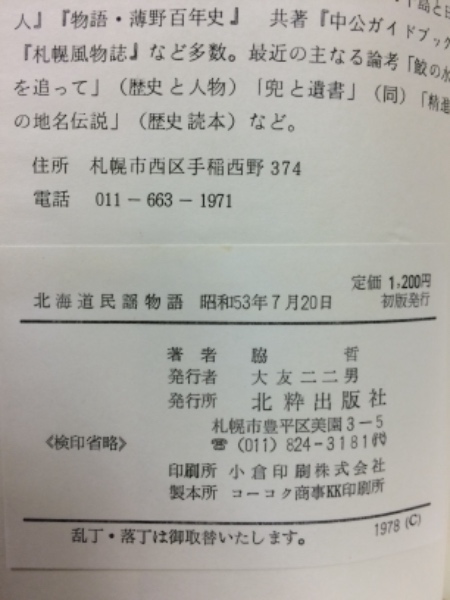 人』『物語・薄野百年史』 共著『中公ガイドブック
『札幌風物誌』など多数。最近の主なる論考「鮫の水
を追って」（歴史と人物）「兜と遺書」（同）「精進
の地名伝説」（歴史読本）など。
住所 札幌市西区手稲西野374
電話 011－663－1971
定価1,200円
北海道民謡物語 昭和53年7月20日 初版発行
著者 脇哲
発行者 大友二二男
発行所 北粋出版社
札幌市豊平区美園3－5
☎（011）824－3181㈹
《検印省略》
印刷所 小倉印刷株式会社
製本所 コーコク商事KK印刷所
乱丁・落丁は御取替いたします。
1978 (C)